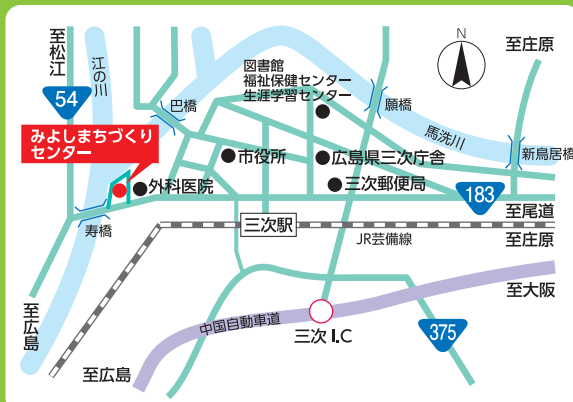 N
至松江
江の川
54
みよしまちづくり
センター
巴橋
図書館
福祉保健センター
生涯学習センター
願橋
馬洗川
至庄原
新鳥居橋
市役所
広島県三次庁舎
三次郵便局
外科医院
寿橋
183
至尾道
三次駅
JR芸備線
至庄原
至大阪
至広島
中国自動車道
三次I.C
375
至広島